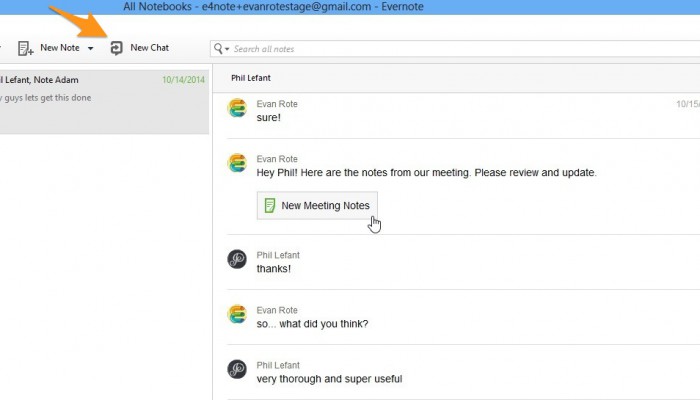 All Notebooks - e4note+evanrotestage@gmail.com - Evernote
New Note
New Chat
Search all notes
l Lefant, Note Adam
10/14/2014
y guys lets get this done
Phil Lefant
Evan Rote
10/15/
sure!
Evan Rote
Hey Phil! Here are the notes from our meeting. Please review and update.
New Meeting Notes
Phil Lefant
thanks!
Evan Rote
so... what did you think?
Phil Lefant
very thorough and super useful